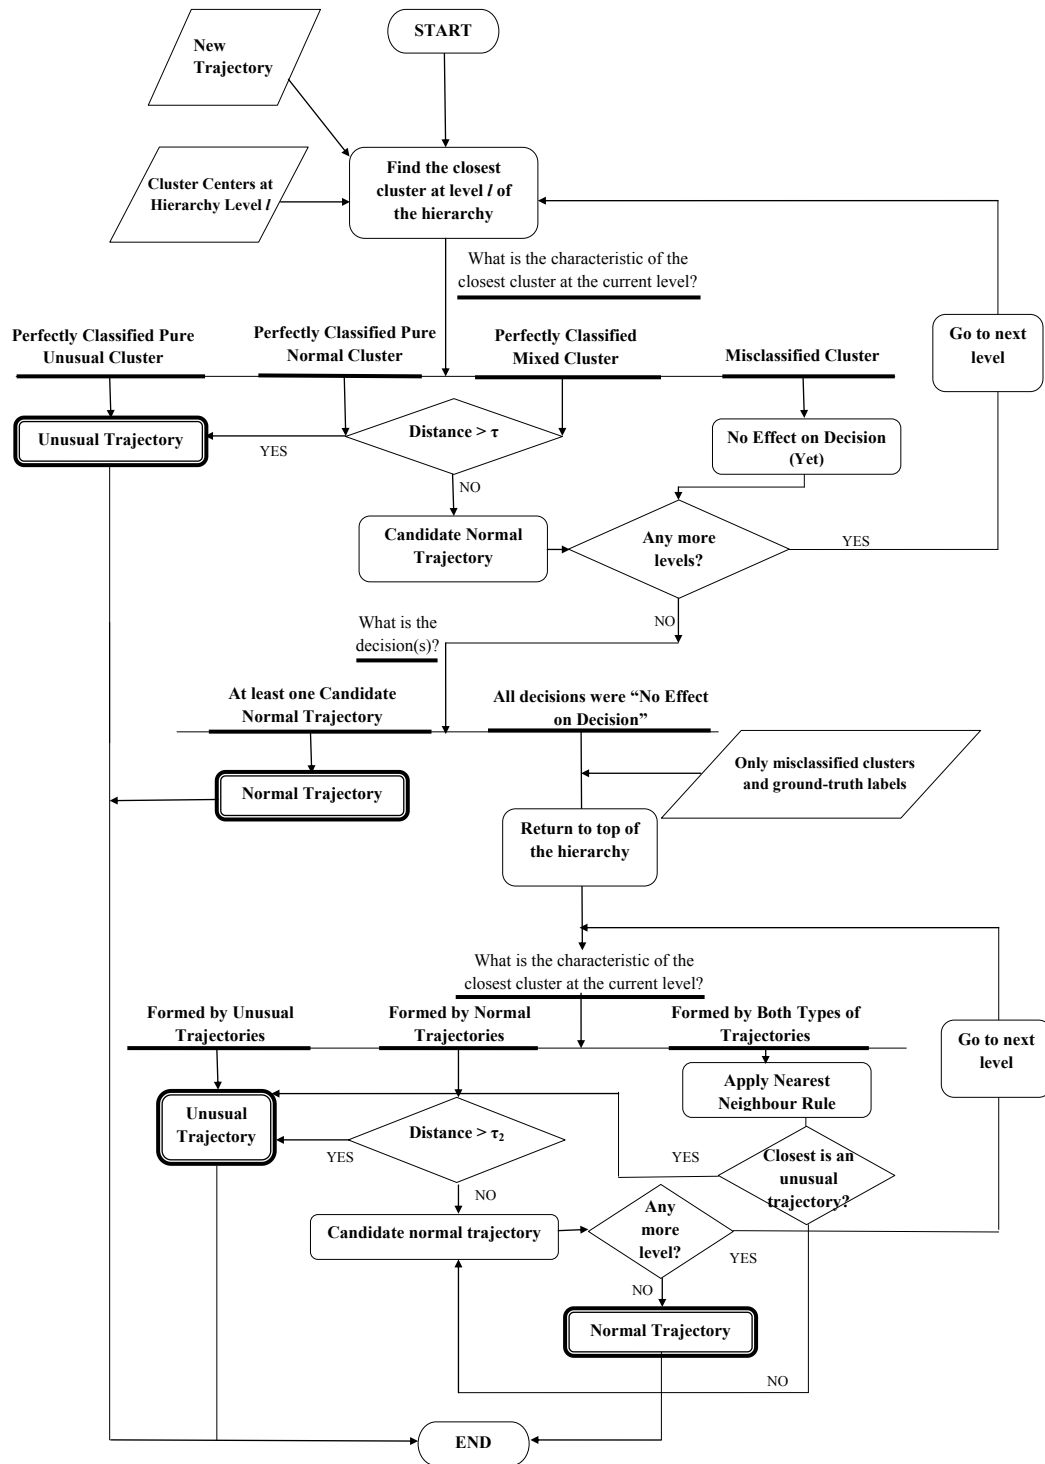 START
New
Trajectory
Find the closest
cluster at level l of
the hierarchy
Cluster Centers at
Hierarchy Level l
What is the characteristic of the
closest cluster at the current level?
Go to next
level
Perfectly Classified Pure
Unusual Cluster
Perfectly Classified Pure
Normal Cluster
Perfectly Classified
Mixed Cluster
Misclassified Cluster
Unusual Trajectory
YES
Distance > τ
NO
No Effect on Decision
(Yet)
Candidate Normal
Trajectory
Any more
levels?
YES
NO
What is the
decision(s)?
At least one Candidate
Normal Trajectory
All decisions were “No Effect
on Decision”
Normal Trajectory
Only misclassified clusters
and ground-truth labels
Return to top of
the hierarchy
What is the characteristic of the
closest cluster at the current level?
Formed by Unusual
Trajectories
Formed by Normal
Trajectories
Formed by Both Types of
Trajectories
Go to next
level
Apply Nearest
Neighbour Rule
Unusual
Trajectory
YES
Distance > τ2
NO
YES
Closest is an
unusual
trajectory?
Candidate normal trajectory
Any
more
level?
YES
NO
Normal Trajectory
NO
END